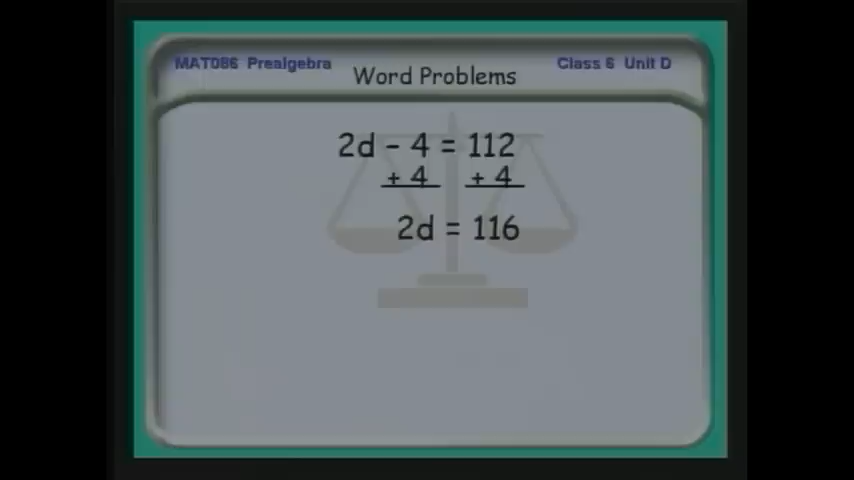 MAT086 Prealgebra
Word Problems
Class 6 Unit D
2d – 4 = 112
+ 4 + 4
2d = 116